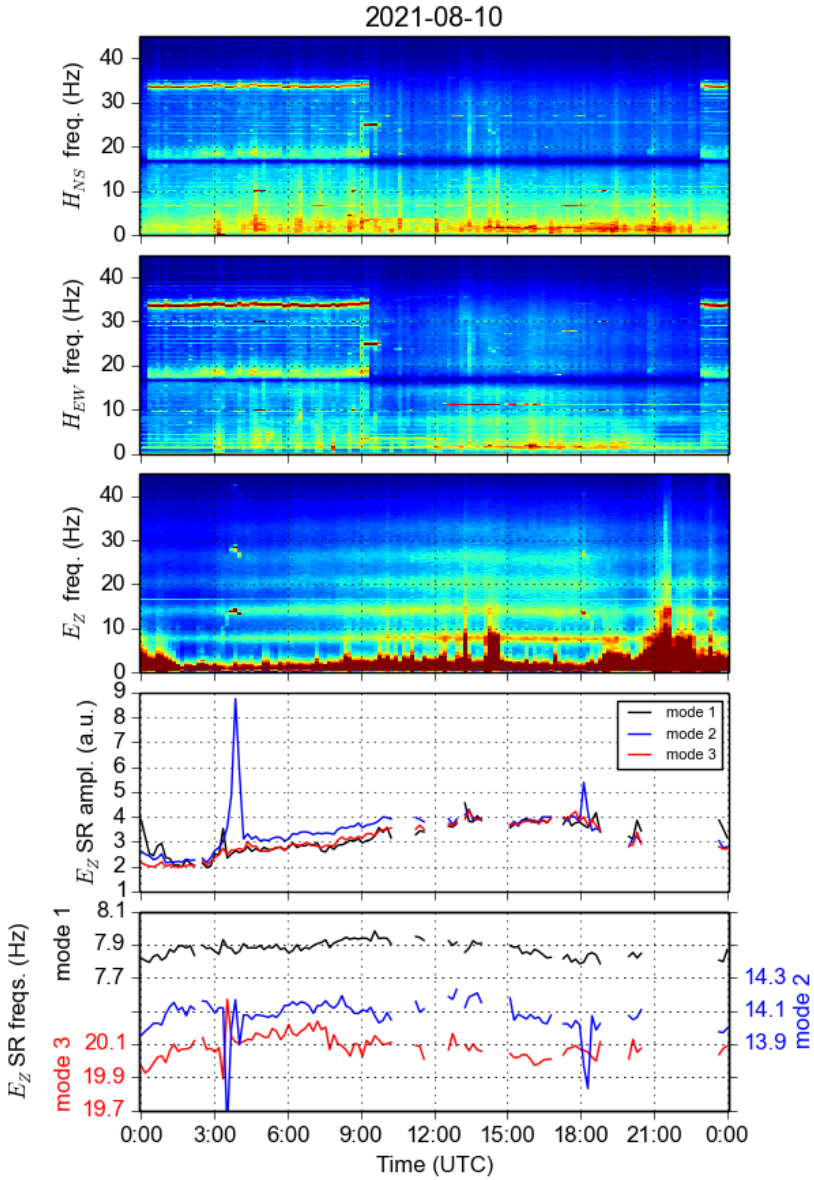 2021-08-10
40
30
20
10
0
H_NS freq. (Hz)
40
30
20
10
0
H_EW freq. (Hz)
40
30
20
10
0
E_Z freq. (Hz)
9
8
7
6
5
4
3
2
1
E_Z SR ampl. (a.u.)
mode 1
mode 2
mode 3
8.1
7.9
7.7
20.1
19.9
19.7
E_Z SR freqs. (Hz)
mode 3
mode 1
14.3
14.1
13.9
mode 2
0:00 3:00 6:00 9:00 12:00 15:00 18:00 21:00 0:00
Time (UTC)